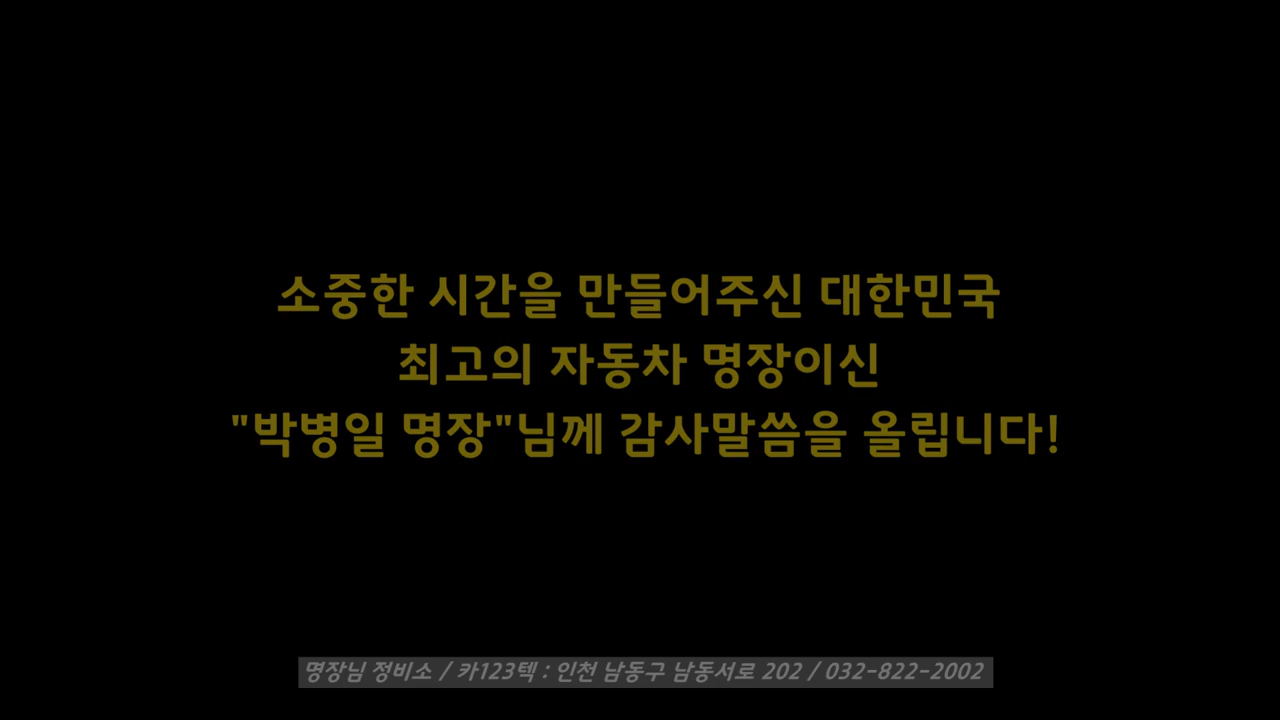 소중한 시간을 만들어주신 대한민국
최고의 자동차 명장이신
"박병일 명장"님께 감사말씀을 올립니다!
명장님 정비소 / 카123텍 : 인천 남동구 남동서로 202 / 032-822-2002